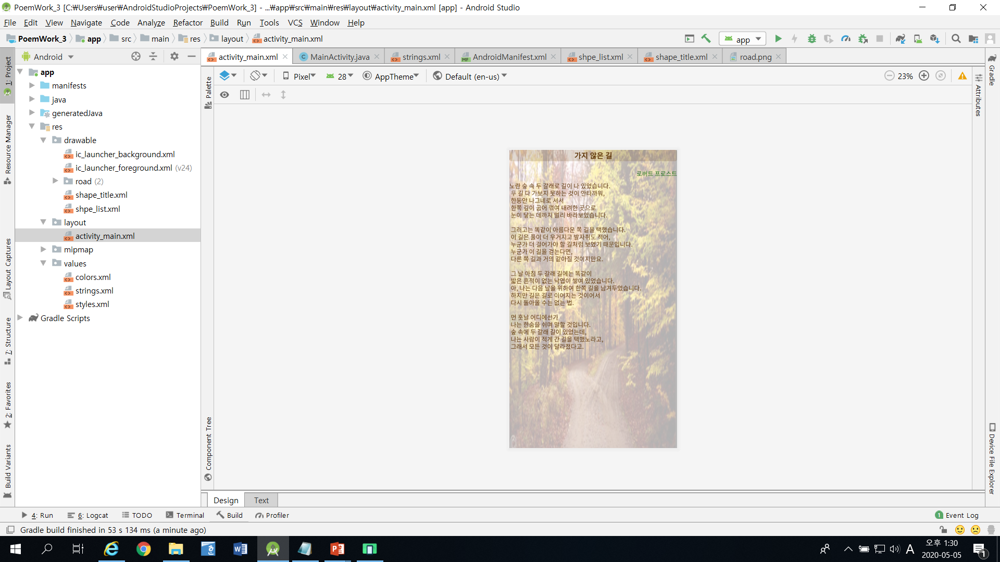 PoemWork_3 [C:₩Users₩user₩AndroidStudioProjects₩PoemWork_3] - ...₩app₩src₩main₩res₩layout₩activity_main.xml [app] - Android Studio
File Edit View Navigate Code Analyze Refactor Build Run Tools VCS Window Help
PoemWork_3 app src main res layout activity_main.xml
app
1: Project
Resource Manager
Layout Captures
7: Structure
2: Favorites
Build Variants
Android
app
manifests
java
generatedJava
res
drawable
ic_launcher_background.xml
ic_launcher_foreground.xml (v24)
road (2)
shape_title.xml
shpe_list.xml
layout
activity_main.xml
mipmap
values
colors.xml
strings.xml
styles.xml
Gradle Scripts
activity_main.xml MainActivity.java strings.xml AndroidManifest.xml shpe_list.xml shape_title.xml road.png
Palette
Pixel 28 AppTheme Default (en-us) 23%
Component Tree
가지 않은 길
로버트 프로스트
노란 숲 속 두 갈래로 길이 나 있었습니다.
두 길 다 가보지 못하는 것이 안타까워,
한동안 나그네로 서서
한쪽 깊이 굽어 꺾여 내려한 곳으로
눈이 닿는 데까지 멀리 바라보았습니다.
그러고는 똑같이 아름다운 쪽 길을 택했습니다.
이 길은 풀이 더 우거지고 발자취도 적어,
누군가 더 걸어가야 할 길처럼 보였기 때문입니다.
누군가 이 길을 걷는다면,
다른 쪽 길과 거의 같아질 것이지만요.
그 날 아침 두 갈래 길에는 똑같이
밟은 흔적이 없는 낙엽이 쌓여 있었습니다.
아, 나는 다음 날을 위하여 한쪽 길을 남겨두었습니다.
하지만 길은 길로 이어지는 것이어서
다시 돌아올 수는 없는 법.
먼 훗날 어디에선가
나는 한숨을 쉬며 말할 것입니다.
숲 속에 두 갈래 길이 있었는데,
나는 사람이 적게 간 길을 택했노라고,
그래서 모든 것이 달라졌다고.
Attributes
Gradle
Device File Explorer
Design Text
4: Run 6: Logcat TODO Terminal Build Profiler
1 Event Log
Gradle build finished in 53 s 134 ms (a minute ago)
A
오후 1:30
2020-05-05
1